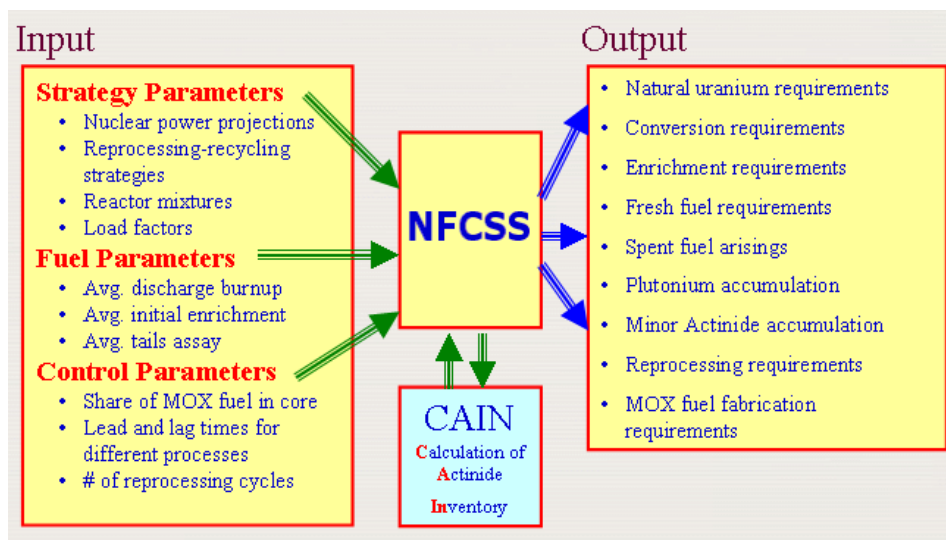 Input
Strategy Parameters
• Nuclear power projections
• Reprocessing-recycling
strategies
• Reactor mixtures
• Load factors
Fuel Parameters
• Avg. discharge burnup
• Avg. initial enrichment
• Avg. tails assay
Control Parameters
• Share of MOX fuel in core
• Lead and lag times for
different processes
• # of reprocessing cycles
NFCSS
CAIN
Calculation of
Actinide
Inventory
Output
• Natural uranium requirements
• Conversion requirements
• Enrichment requirements
• Fresh fuel requirements
• Spent fuel arisings
• Plutonium accumulation
• Minor Actinide accumulation
• Reprocessing requirements
• MOX fuel fabrication
requirements